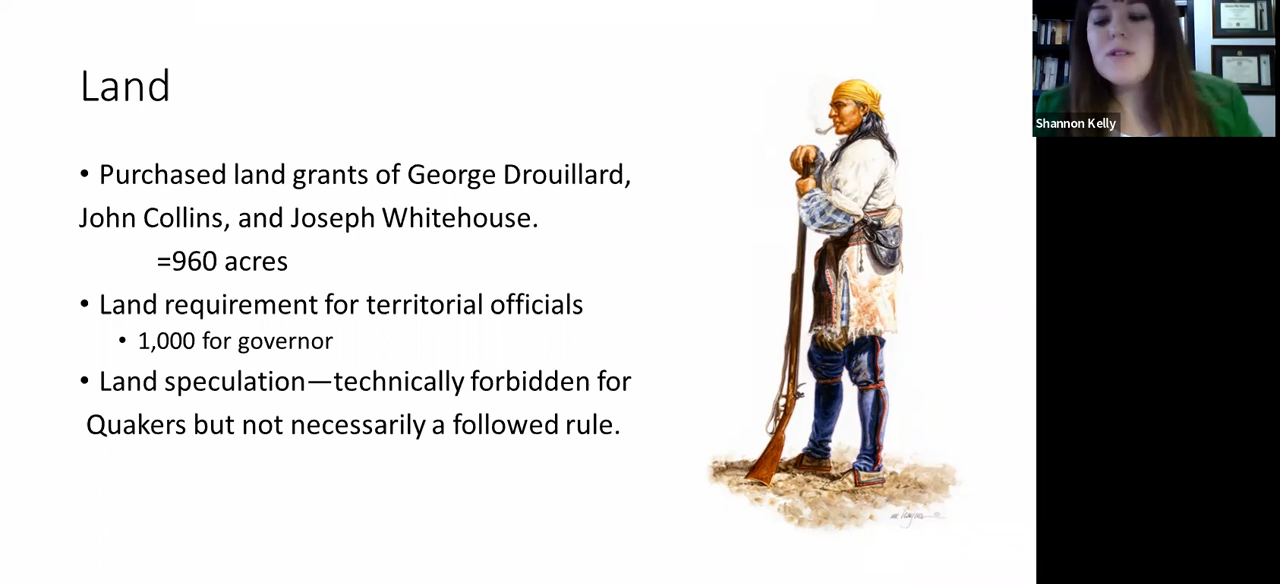 Land
• Purchased land grants of George Drouillard,
John Collins, and Joseph Whitehouse.
=960 acres
• Land requirement for territorial officials
• 1,000 for governor
• Land speculation—technically forbidden for
Quakers but not necessarily a followed rule.
Shannon Kelly